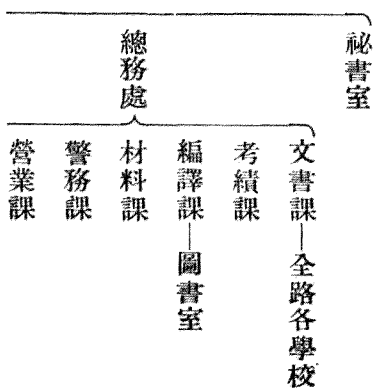 祕書室
總務處
文書課—全路各學校
考績課
編譯課—圖書室
材料課
警務課
營業課